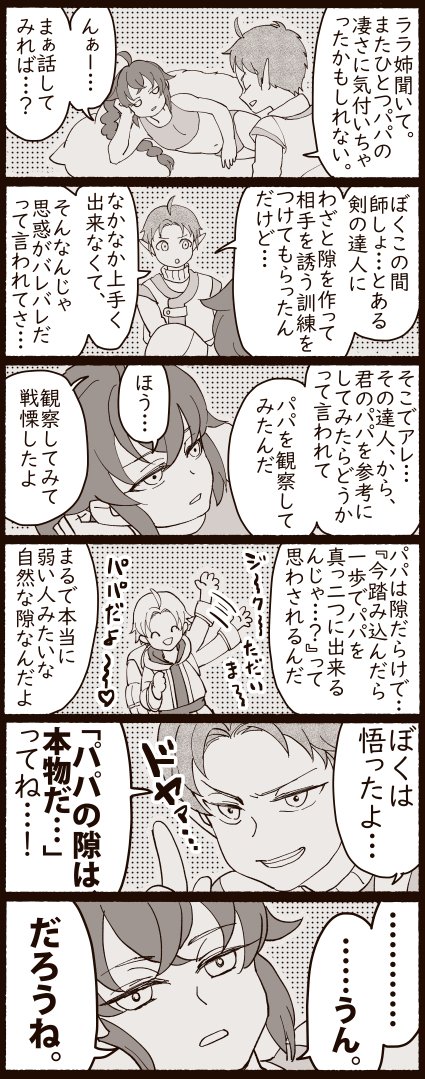 ララ姉聞いて。
またひとつパパの
凄さに気付いちゃ
ったかもしれない。
んぁー…
まぁ話して
みれば…？
ぼくこの間
師しょ…とある
剣の達人に
わざと隙を作って
相手を誘う訓練を
つけてもらったん
だけど…
なかなか上手く
出来なくて、
そんなんじゃ
思惑がバレバレだ
って言われてさ…
そこでアレ…
その達人、から、
君のパパを参考に
してみたらどうか
って言われて
パパを観察して
みたんだ
ほう…
観察してみて
戦慄したよ
パパは隙だらけで…
『今踏み込んだら
一歩でパパを
真っ二つに出来る
んじゃ…？』って
思わされるんだ
ジ〜ク〜
ただい
まぁ〜
パパだよ〜♡
まるで本当に
弱い人みたいな
自然な隙なんだよ
ぼくは
悟ったよ…
ドヤァ…
「パパの隙は
本物だ…」
ってね…！
…………
……うん。
だろうね。